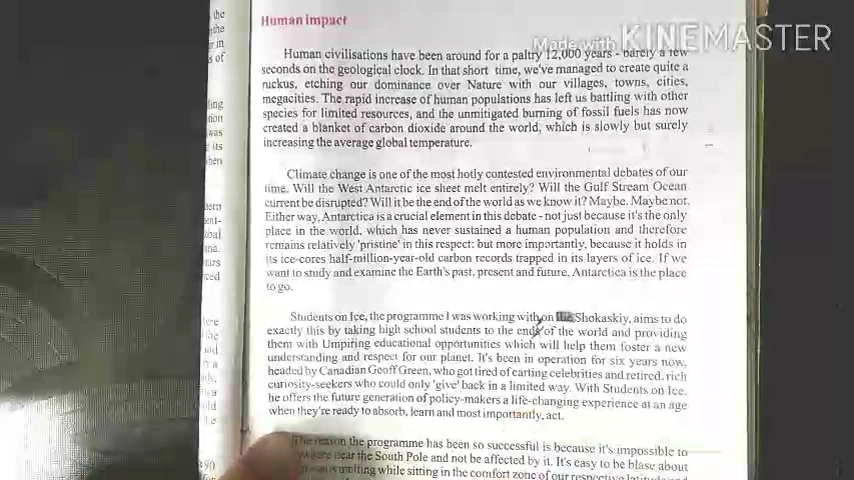 Made with KINEMASTER
Human impact
Human civilisations have been around for a paltry 12,000 years - barely a few
seconds on the geological clock. In that short time, we've managed to create quite a
ruckus, etching our dominance over Nature with our villages, towns, cities,
megacities. The rapid increase of human populations has left us battling with other
species for limited resources, and the unmitigated burning of fossil fuels has now
created a blanket of carbon dioxide around the world, which is slowly but surely
increasing the average global temperature.
Climate change is one of the most hotly contested environmental debates of our
time. Will the West Antarctic ice sheet melt entirely? Will the Gulf Stream Ocean
current be disrupted? Will it be the end of the world as we know it? Maybe. Maybe not.
Either way, Antarctica is a crucial element in this debate - not just because it's the only
place in the world, which has never sustained a human population and therefore
remains relatively 'pristine' in this respect: but more importantly, because it holds in
its ice-cores half-million-year-old carbon records trapped in its layers of ice. If we
want to study and examine the Earth's past, present and future, Antarctica is the place
to go.
Students on Ice, the programme I was working with on the Shokaskiy, aims to do
exactly this by taking high school students to the ends of the world and providing
them with Umpifing educational opportunities which will help them foster a new
understanding and respect for our planet. It's been in operation for six years now,
headed by Canadian Geoff Green, who got tired of carting celebrities and retired, rich
curiosity-seekers who could only 'give' back in a limited way. With Students on Ice,
he offers the future generation of policy-makers a life-changing experience at an age
when they're ready to absorb, learn and most importantly, act.
The reason the programme has been so successful is because it's impossible to
near the South Pole and not be affected by it. It's easy to be blase about
melting while sitting in the comfort zone of our respective latitude and